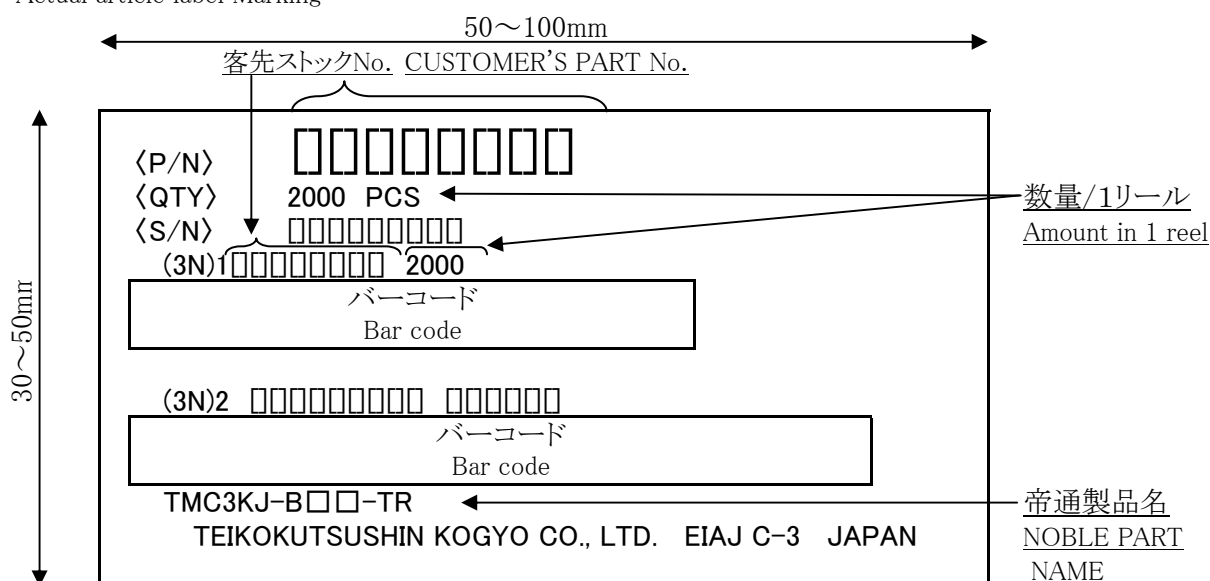 Actual article label Marking
50～100mm
客先ストックNo. CUSTOMER'S PART No.
〈P/N〉 □□□□□□□□
〈QTY〉 2000 PCS
〈S/N〉 □□□□□□□□□
(3N)1□□□□□□□□ 2000
バーコード
Bar code
(3N)2 □□□□□□□□□ □□□□□□
バーコード
Bar code
TMC3KJ-B□□-TR
TEIKOKUTSUSHIN KOGYO CO., LTD. EIAJ C-3 JAPAN
数量/1リール
Amount in 1 reel
帝通製品名
NOBLE PART
NAME
30～50mm